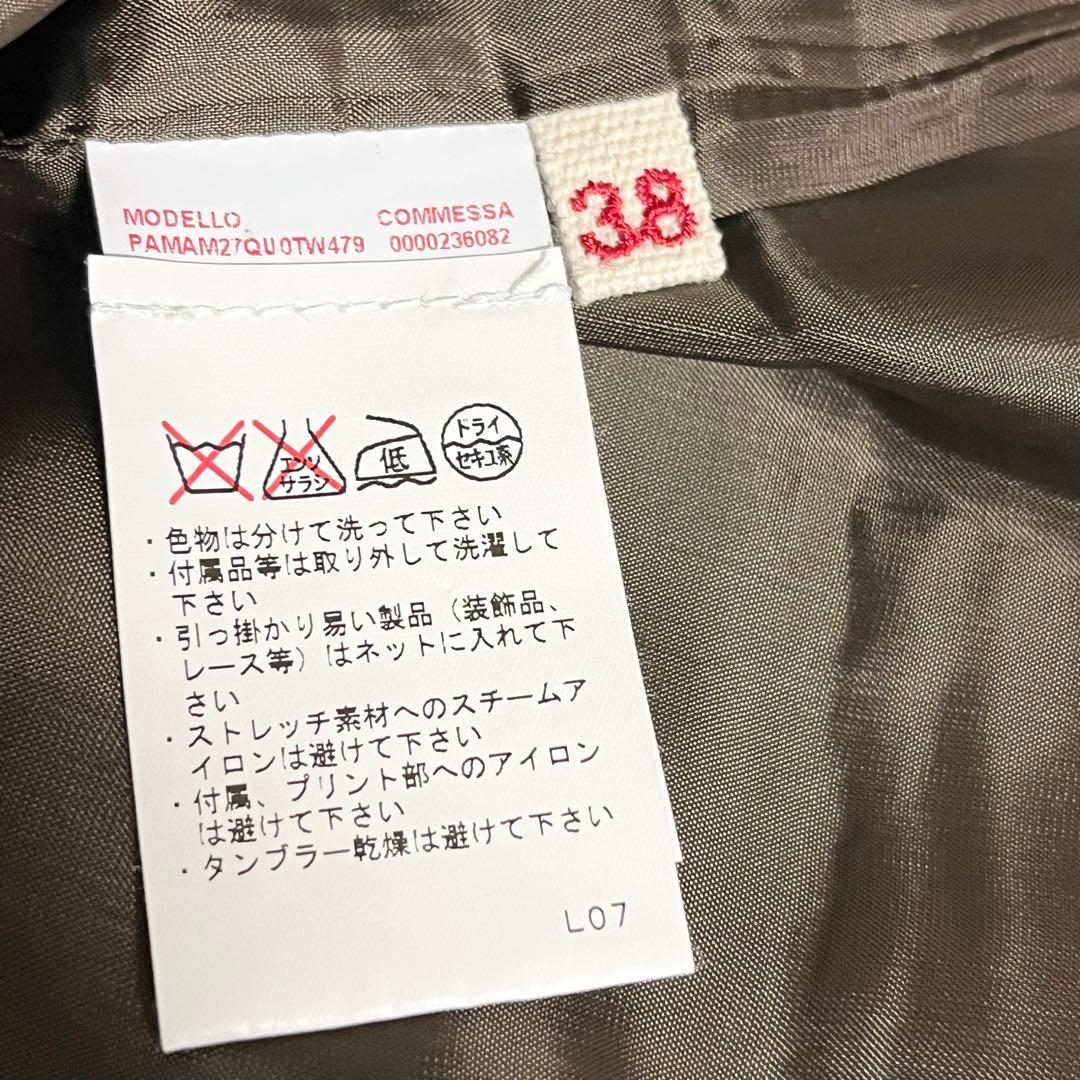 38
MODELLO COMMESSA
PAMAM27QU0TW479 0000236082
エンソ
サラシ
低
ドライ
セキユ系
・色物は分けて洗って下さい
・付属品等は取り外して洗濯して
下さい
・引っ掛かり易い製品（装飾品、
レース等）はネットに入れて下
さい
・ストレッチ素材へのスチームア
イロンは避けて下さい
・付属、プリント部へのアイロン
は避けて下さい
・タンブラー乾燥は避けて下さい
L07